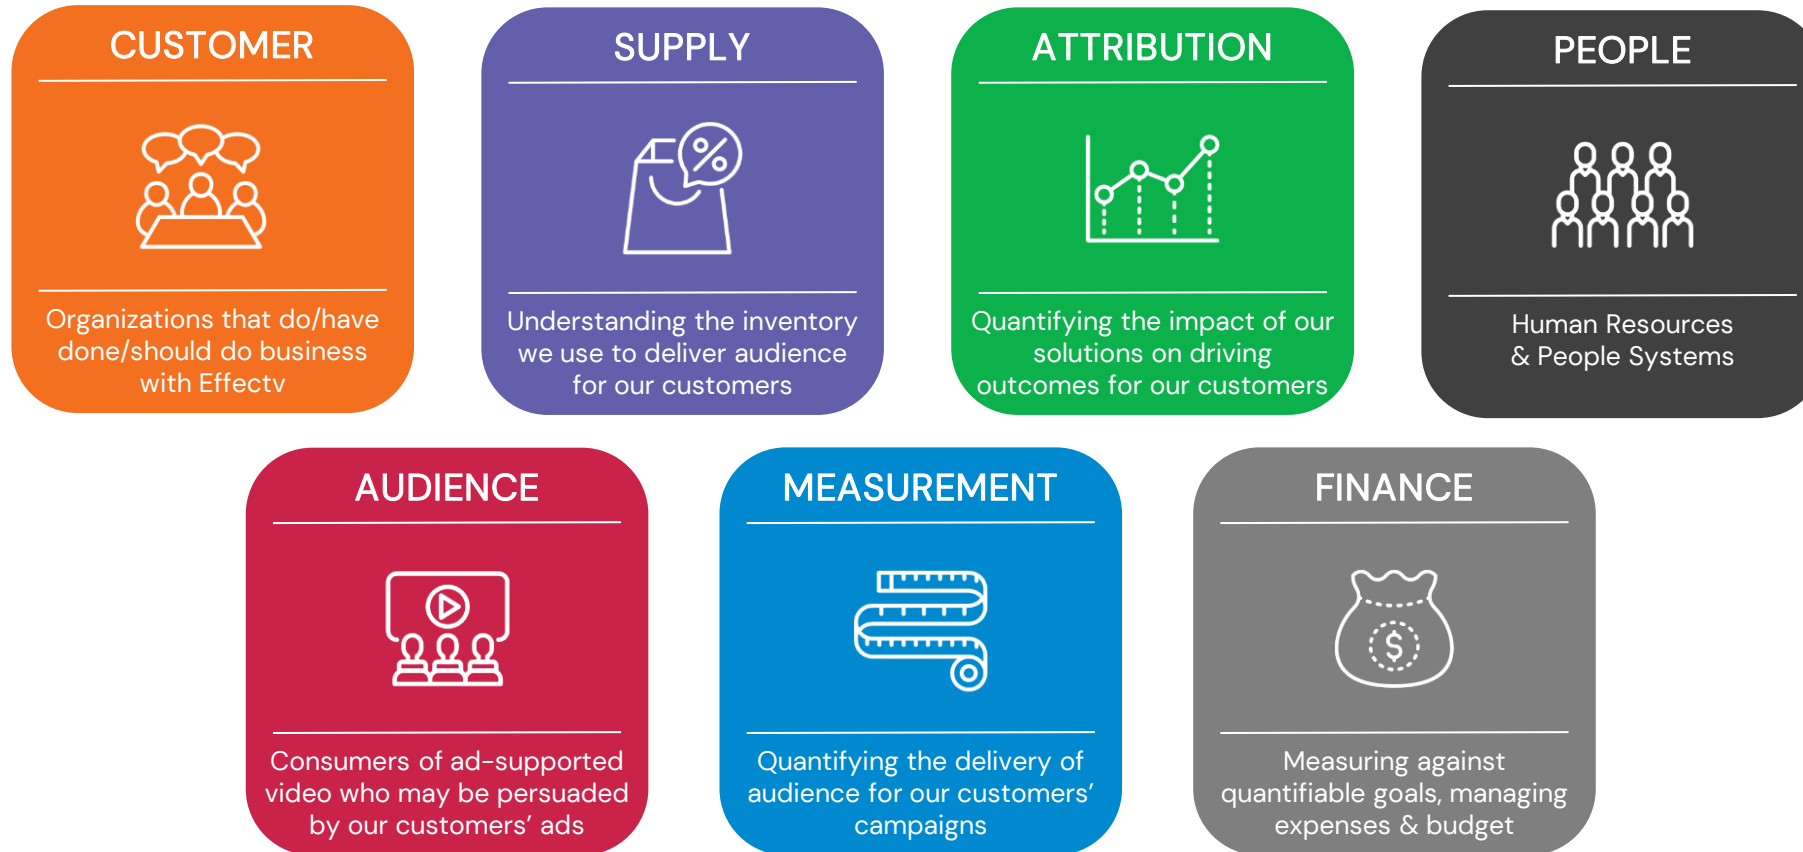 CUSTOMER
Organizations that do/have
done/should do business
with Effectv
SUPPLY
%
Understanding the inventory
we use to deliver audience
for our customers
ATTRIBUTION
Quantifying the impact of our
solutions on driving
outcomes for our customers
PEOPLE
Human Resources
& People Systems
AUDIENCE
Consumers of ad-supported
video who may be persuaded
by our customers' ads
MEASUREMENT
Quantifying the delivery of
audience for our customers'
campaigns
FINANCE
$
Measuring against
quantifiable goals, managing
expenses & budget